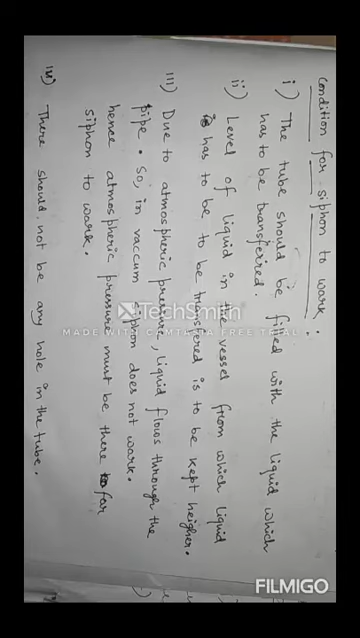 Condition for siphon to work :
i) The tube should be filled with the liquid which
has to be transferred.
ii) Level of liquid in the vessel from which liquid
has to be to be transfered is to be kept heigher.
iii) Due to atmospheric pressure, liquid flows through the
pipe. So, in vaccum siphon does not work.
hence atmospheric pressure must be there for
siphon to work.
iv) There should not be any hole in the tube.
TechSmith
MADE WITH CAMTASIA FREE TRIAL
FILMIGO